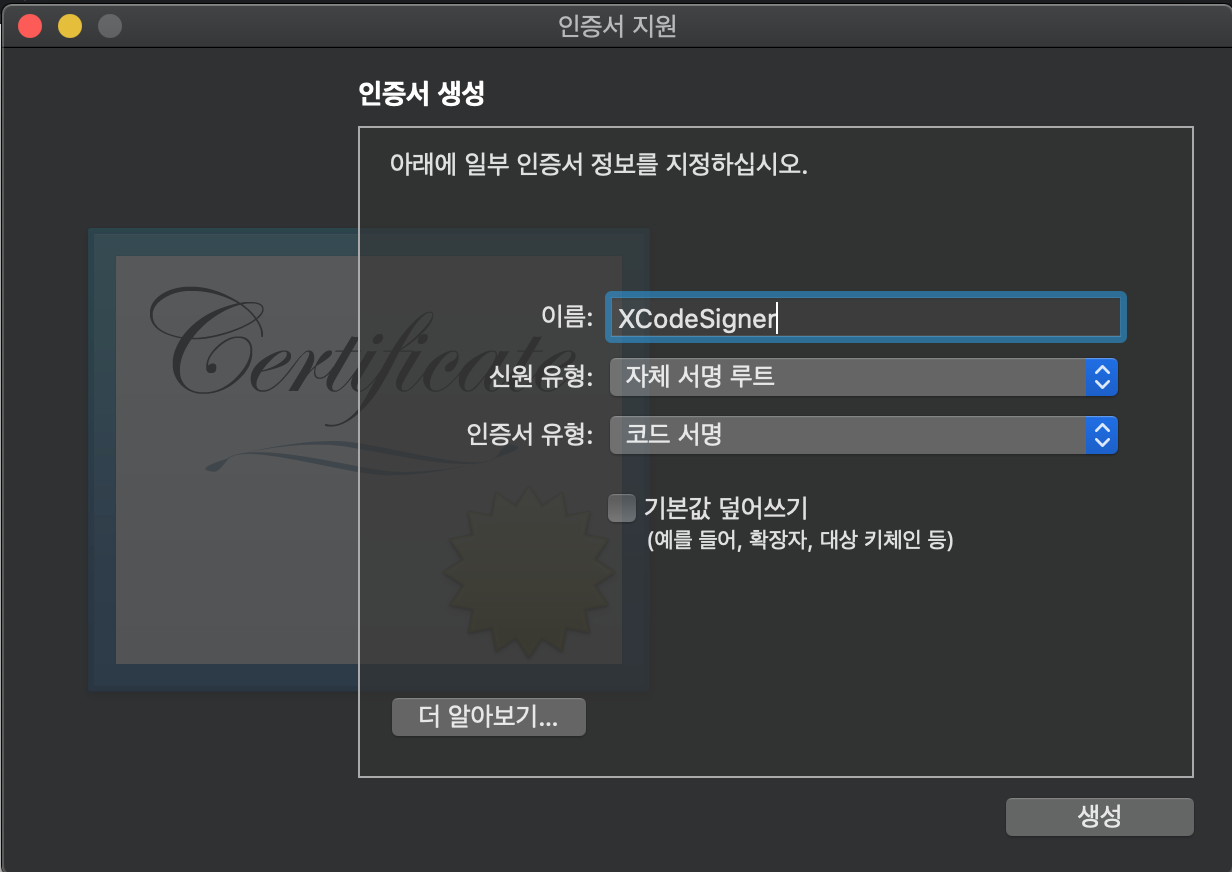 인증서 지원
인증서 생성
아래에 일부 인증서 정보를 지정하십시오.
Certificate
이름: XCodeSigner
신원 유형: 자체 서명 루트
인증서 유형: 코드 서명
기본값 덮어쓰기
(예를 들어, 확장자, 대상 키체인 등)
더 알아보기...
생성